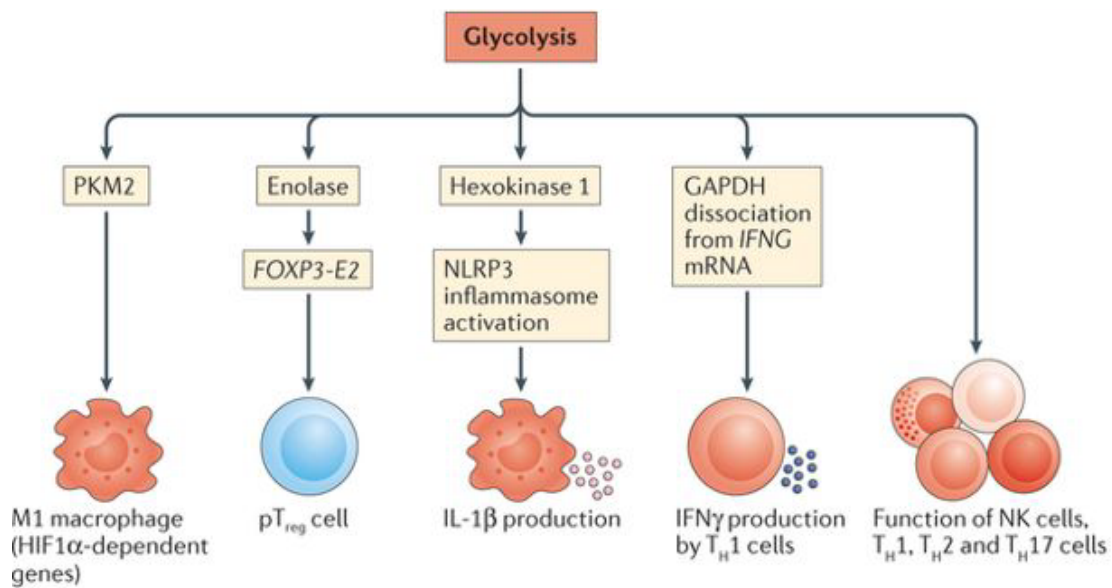 Glycolysis
PKM2
Enolase
Hexokinase 1
GAPDH
dissociation
from IFNG
mRNA
FOXP3-E2
NLRP3
inflammasome
activation
M1 macrophage
(HIF1α-dependent
genes)
pTreg cell
IL-1β production
IFNγ production
by TH1 cells
Function of NK cells,
TH1, TH2 and TH17 cells